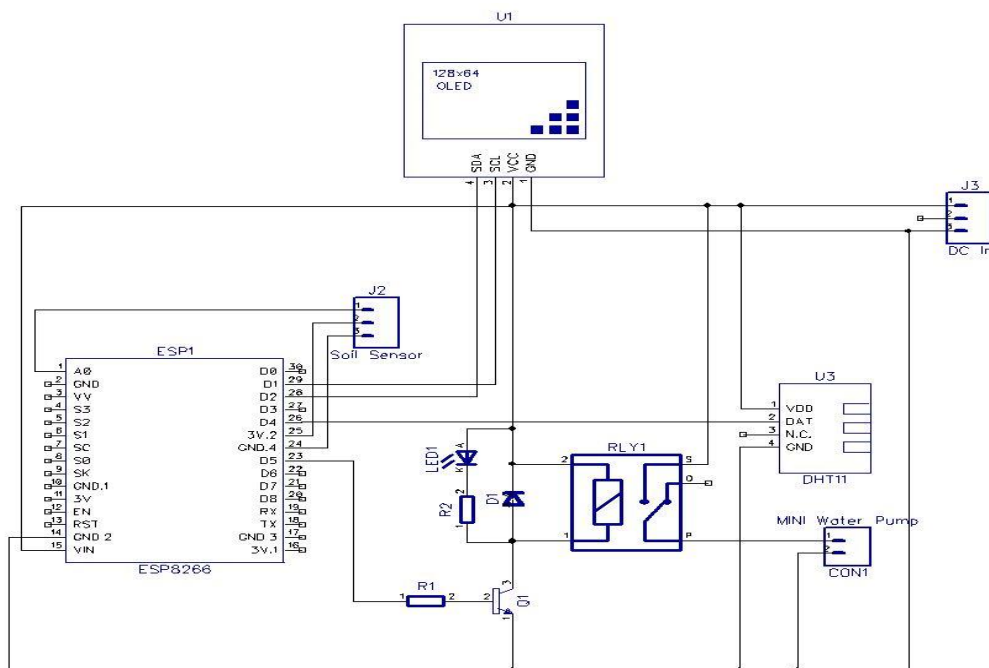 U1
128x64
OLED
SDA
SCL
VCC
GND
4
3
2
1
J3
1
2
3
DC In
J2
1
2
3
Soil Sensor
ESP1
1 A0 D0 30
2 GND D1 29
3 VV D2 28
4 S3 D3 27
5 S2 D4 26
6 S1 3V.2 25
7 SC GND.4 24
8 S0 D5 23
9 SK D6 22
10 GND.1 D7 21
11 3V D8 20
12 EN RX 19
13 RST TX 18
14 GND 2 GND 3 17
15 VIN 3V.1 16
ESP8266
U3
1 VDD
2 DAT
3 N.C.
4 GND
DHT11
LED1
A
K
R2
2
1
D1
RLY1
2
1
S
O
P
MINI Water Pump
1
2
CON1
R1
1 2
2
3
1
Q1